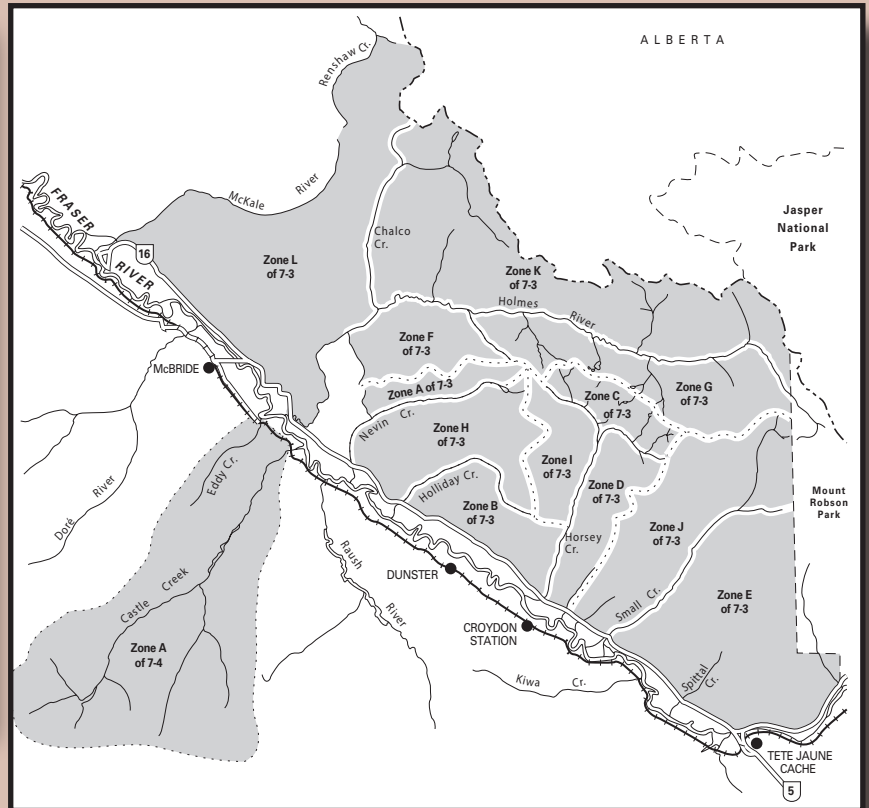 ALBERTA
Renshaw Cr.
Jasper
National
Park
McKale River
FRASER
RIVER
16
Chalco
Cr.
Zone L
of 7-3
Zone K
of 7-3
Holmes
River
Zone F
of 7-3
McBRIDE
Zone A of 7-3
Zone C
of 7-3
Zone G
of 7-3
Nevin Cr.
Zone H
of 7-3
Zone I
of 7-3
Holliday Cr.
Zone B
of 7-3
Zone D
of 7-3
Mount
Robson
Park
Eddy Cr.
Doré River
Zone J
of 7-3
Horsey
Cr.
Raush
River
DUNSTER
Castle Creek
Small Cr.
Zone E
of 7-3
CROYDON
STATION
Zone A
of 7-4
Kiwa Cr.
Spittal
Cr.
TETE JAUNE
CACHE
5